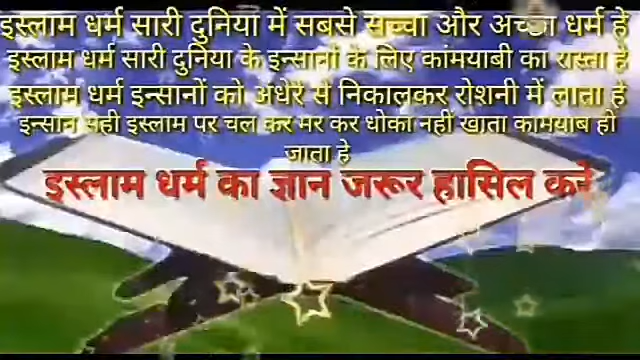 इस्लाम धर्म सारी दुनिया में सबसे सच्चा और अच्छा धर्म हे
इस्लाम धर्म सारी दुनिया के इन्सानों के लिए कांमयाबी का रास्ता हे
इस्लाम धर्म इन्सानों को अंधेरे से निकालकर रोशनी में लाता हे
इन्सान सही इस्लाम पर चल कर मर कर धोका नहीं खाता कामयाब हो
जाता हे
इस्लाम धर्म का ज्ञान जरूर हासिल करें